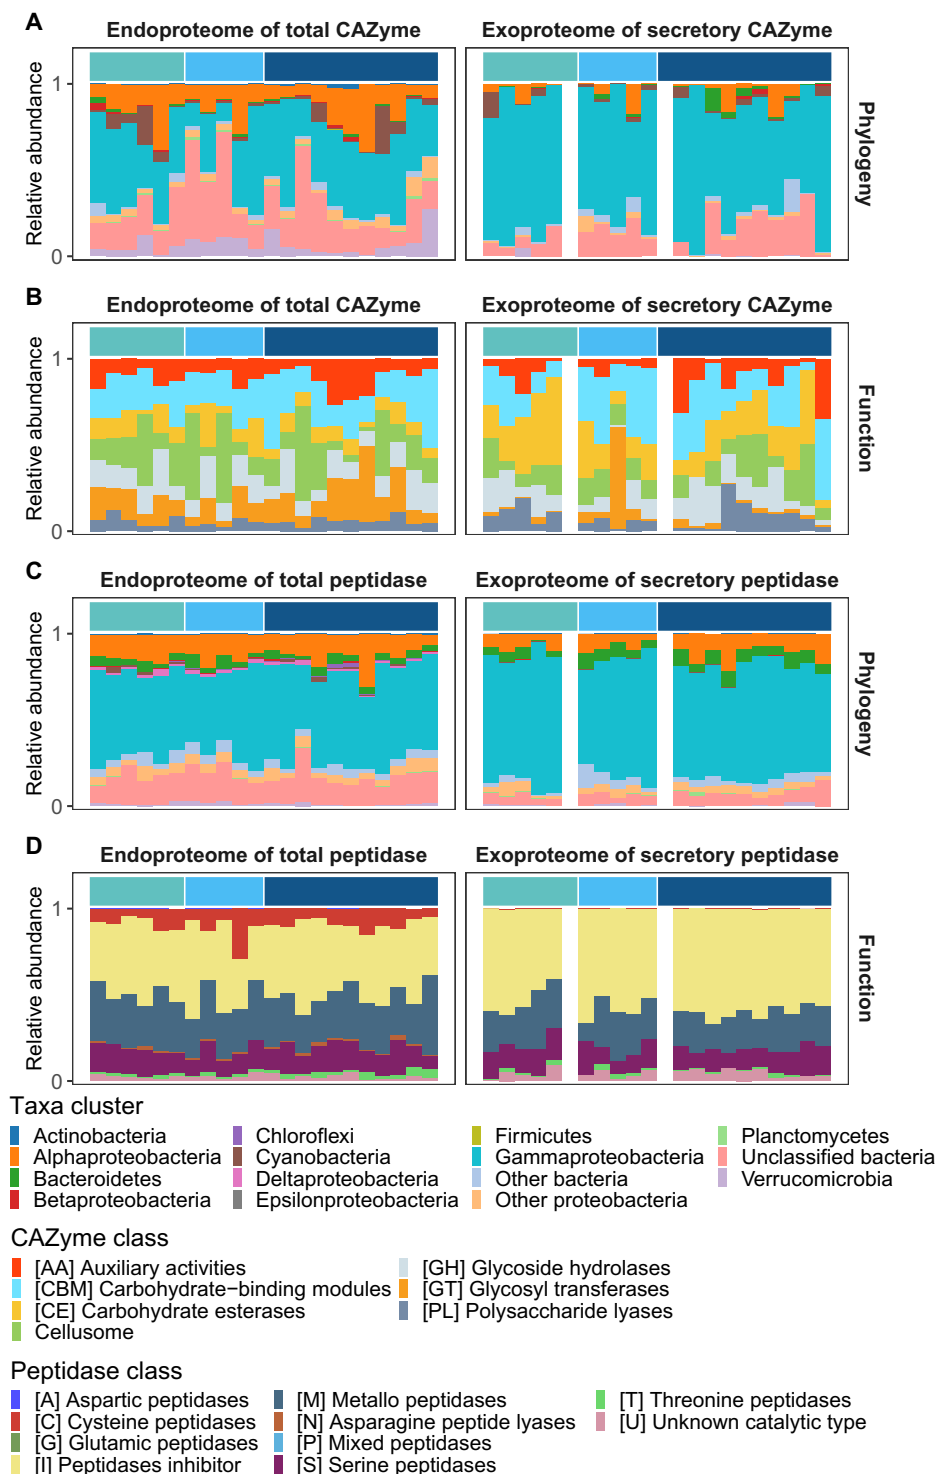 A
Endoproteome of total CAZyme
Exoproteome of secretory CAZyme
Relative abundance
1
0
Phylogeny
B
Endoproteome of total CAZyme
Exoproteome of secretory CAZyme
Relative abundance
1
0
Function
C
Endoproteome of total peptidase
Exoproteome of secretory peptidase
Relative abundance
1
0
Phylogeny
D
Endoproteome of total peptidase
Exoproteome of secretory peptidase
Relative abundance
1
0
Function
Taxa cluster
Actinobacteria Chloroflexi Firmicutes Planctomycetes
Alphaproteobacteria Cyanobacteria Gammaproteobacteria Unclassified bacteria
Bacteroidetes Deltaproteobacteria Other bacteria Verrucomicrobia
Betaproteobacteria Epsilonproteobacteria Other proteobacteria
CAZyme class
[AA] Auxiliary activities [GH] Glycoside hydrolases
[CBM] Carbohydrate−binding modules [GT] Glycosyl transferases
[CE] Carbohydrate esterases [PL] Polysaccharide lyases
Cellusome
Peptidase class
[A] Aspartic peptidases [M] Metallo peptidases [T] Threonine peptidases
[C] Cysteine peptidases [N] Asparagine peptide lyases [U] Unknown catalytic type
[G] Glutamic peptidases [P] Mixed peptidases
[I] Peptidases inhibitor [S] Serine peptidases